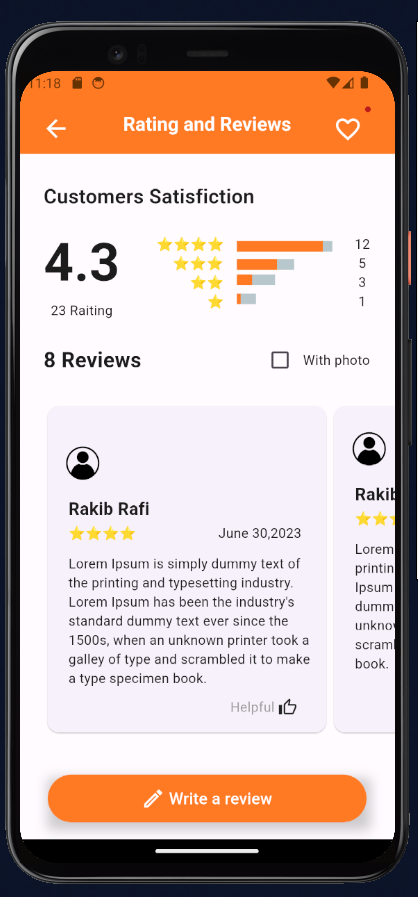 11:18
Rating and Reviews
Customers Satisfiction
4.3
23 Raiting
12
5
3
1
8 Reviews
With photo
Rakib Rafi
June 30,2023
Lorem Ipsum is simply dummy text of
the printing and typesetting industry.
Lorem Ipsum has been the industry's
standard dummy text ever since the
1500s, when an unknown printer took a
galley of type and scrambled it to make
a type specimen book.
Helpful
Rakib
Lorem
printin
Ipsum
dumm
unknow
scraml
book.
Write a review